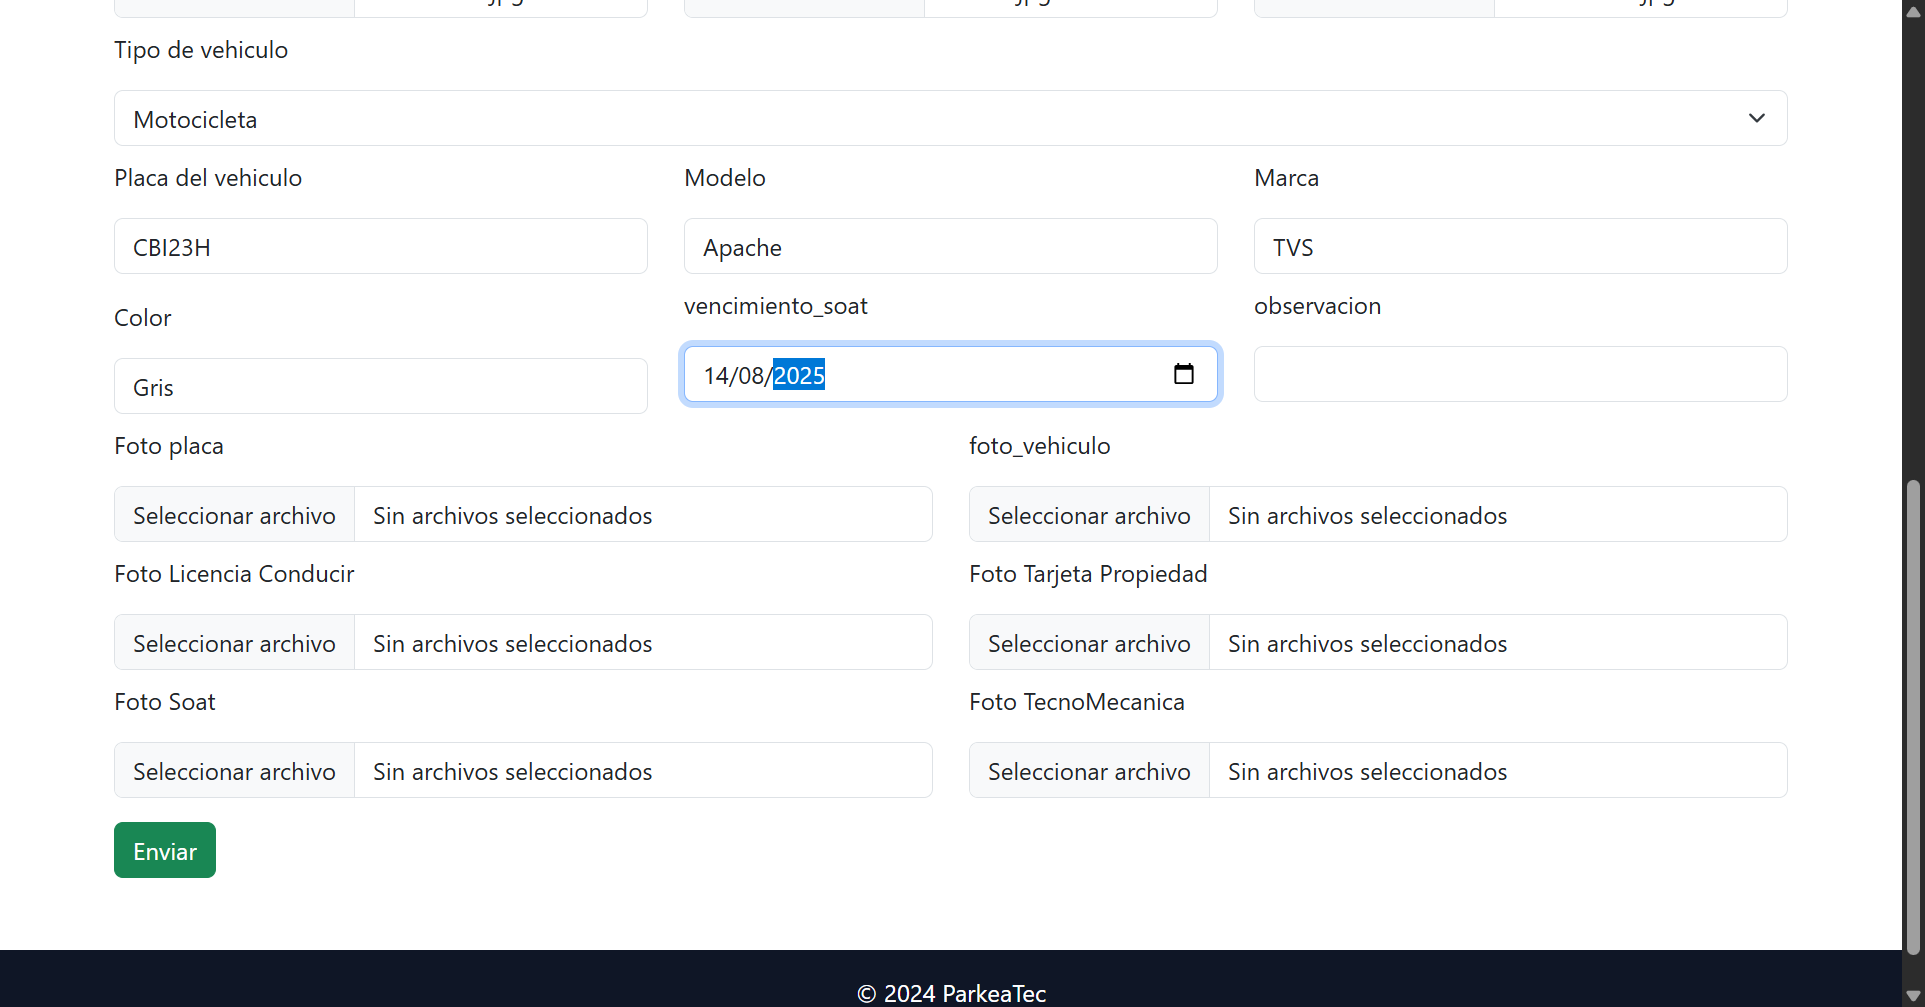 Tipo de vehiculo
Motocicleta
Placa del vehiculo
Modelo
Marca
CBI23H
Apache
TVS
Color
vencimiento_soat
observacion
Gris
14/08/2025
Foto placa
foto_vehiculo
Seleccionar archivo Sin archivos seleccionados
Seleccionar archivo Sin archivos seleccionados
Foto Licencia Conducir
Foto Tarjeta Propiedad
Seleccionar archivo Sin archivos seleccionados
Seleccionar archivo Sin archivos seleccionados
Foto Soat
Foto TecnoMecanica
Seleccionar archivo Sin archivos seleccionados
Seleccionar archivo Sin archivos seleccionados
Enviar
© 2024 ParkeaTec